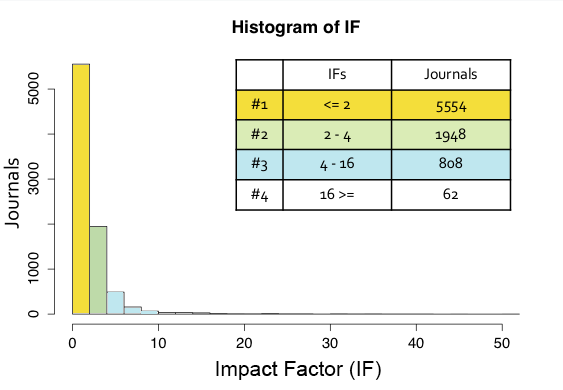 Histogram of IF
IFs Journals
#1 <= 2 5554
#2 2 - 4 1948
#3 4 - 16 808
#4 16 >= 62
Journals
5000
3000
1000
0
0 10 20 30 40 50
Impact Factor (IF)